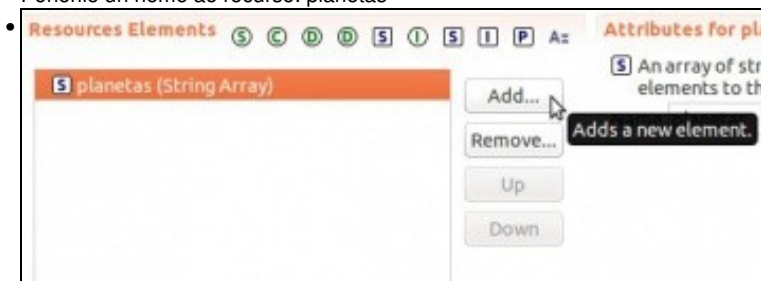 Resources Elements S C D D S I S I P Az Attributes for pl
S planetas (String Array)
S An array of str
elements to th
Add...
Adds a new element.
Remove...
Up
Down